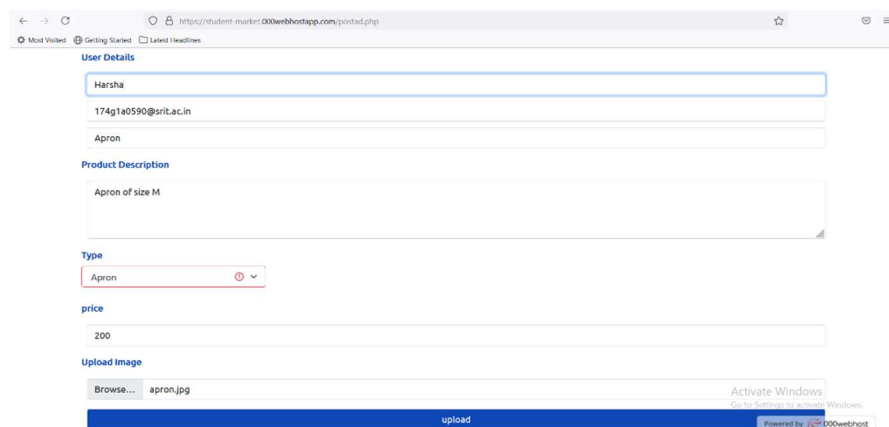 https://student-market.000webhostapp.com/postad.php
Most Visited Getting Started Latest Headlines
User Details
Harsha
174g1a0590@srit.ac.in
Apron
Product Description
Apron of size M
Type
Apron
price
200
Upload Image
Browse... apron.jpg
Activate Windows
Go to Settings to activate Windows.
upload
Powered by 000webhost